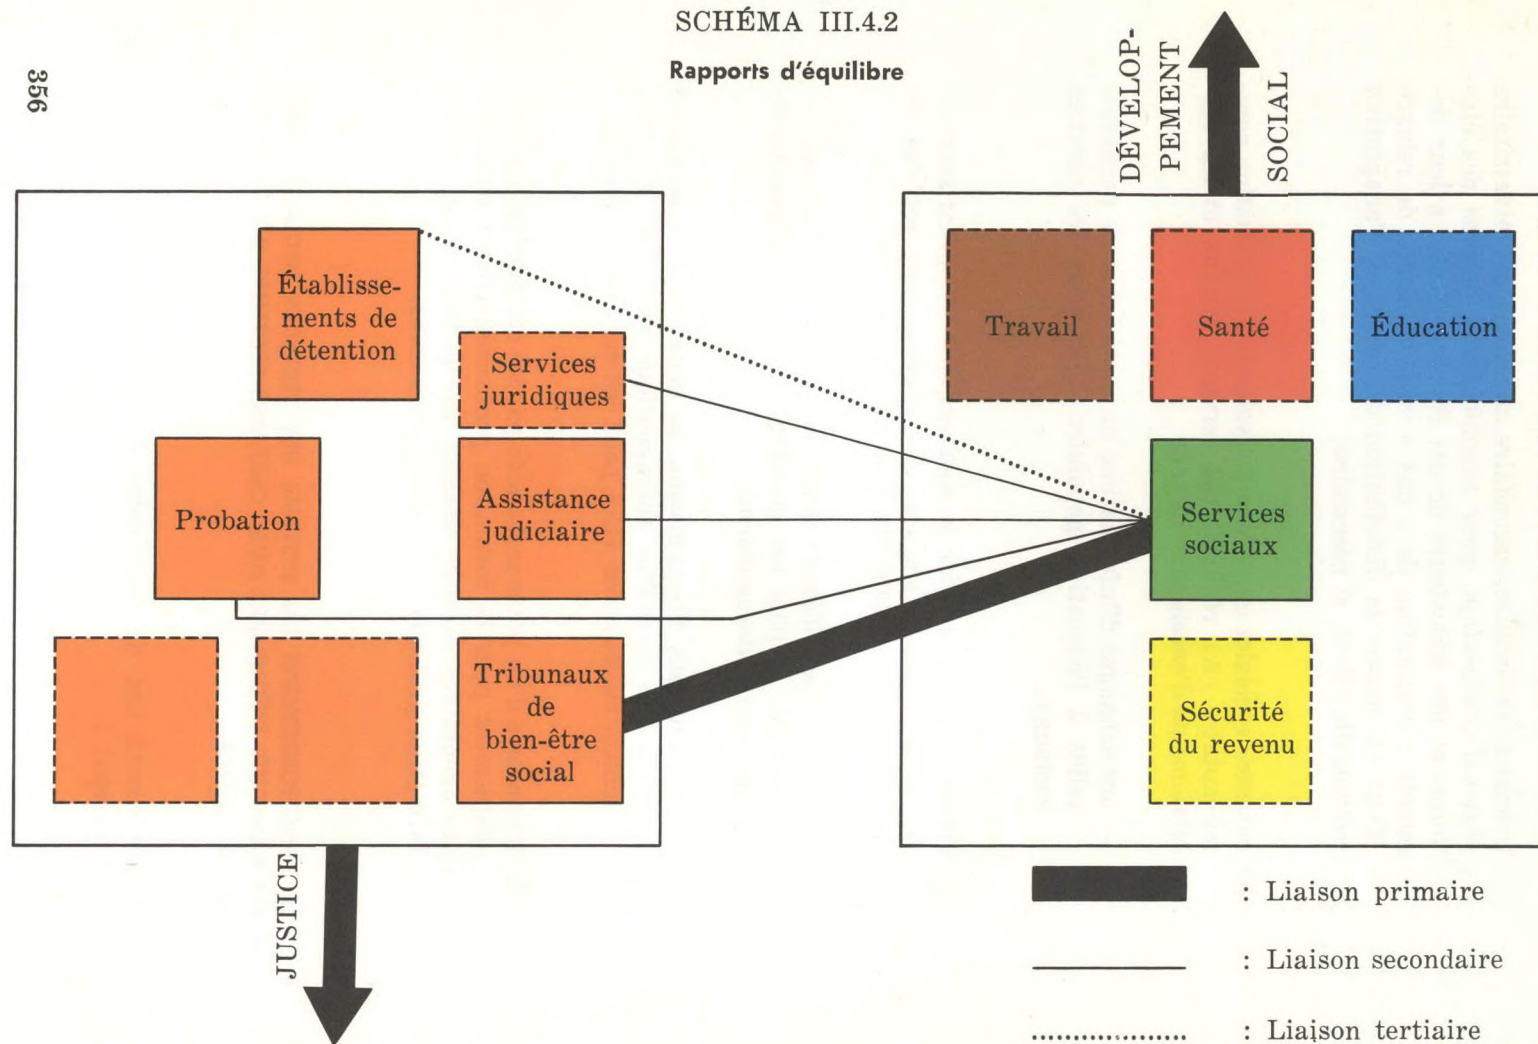 SCHÉMA III.4.2
Rapports d'équilibre
356
DÉVELOP-
PEMENT
SOCIAL
Établisse-
ments de
détention
Services
juridiques
Probation
Assistance
judiciaire
Tribunaux
de
bien-être
social
JUSTICE
Travail
Santé
Éducation
Services
sociaux
Sécurité
du revenu
: Liaison primaire
: Liaison secondaire
: Liaison tertiaire